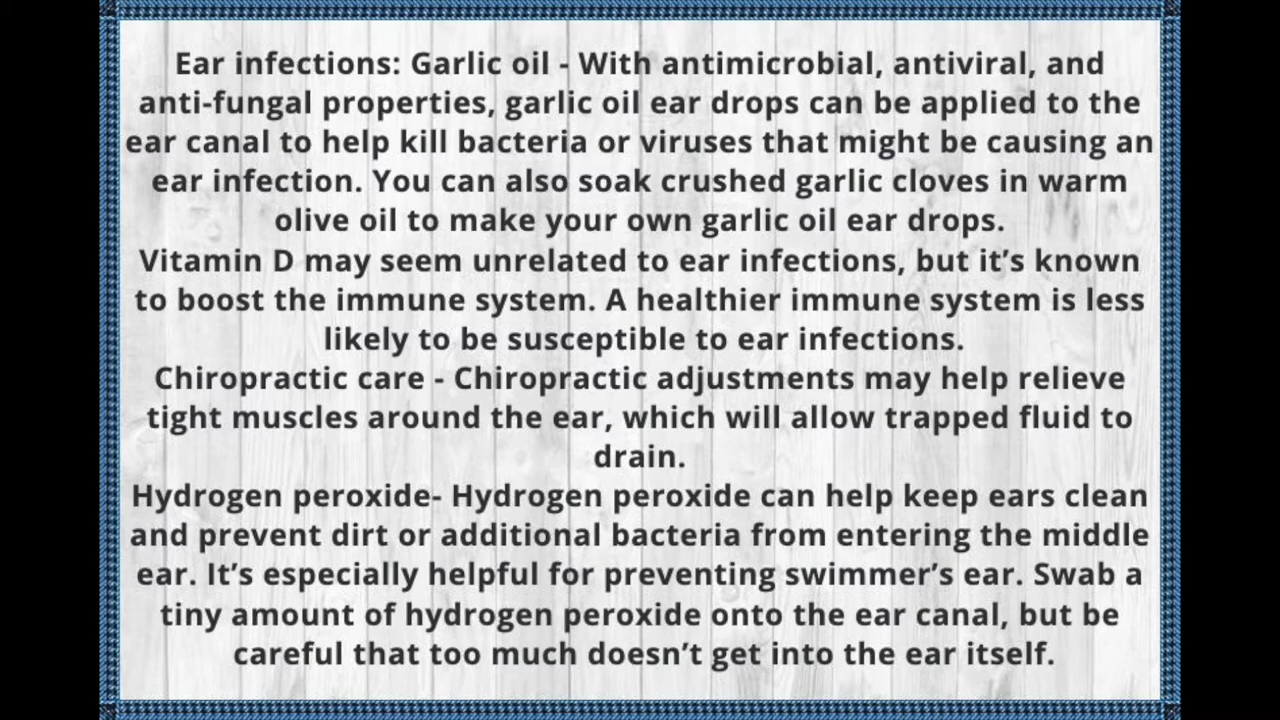 Ear infections: Garlic oil - With antimicrobial, antiviral, and
anti-fungal properties, garlic oil ear drops can be applied to the
ear canal to help kill bacteria or viruses that might be causing an
ear infection. You can also soak crushed garlic cloves in warm
olive oil to make your own garlic oil ear drops.
Vitamin D may seem unrelated to ear infections, but it’s known
to boost the immune system. A healthier immune system is less
likely to be susceptible to ear infections.
Chiropractic care - Chiropractic adjustments may help relieve
tight muscles around the ear, which will allow trapped fluid to
drain.
Hydrogen peroxide- Hydrogen peroxide can help keep ears clean
and prevent dirt or additional bacteria from entering the middle
ear. It’s especially helpful for preventing swimmer’s ear. Swab a
tiny amount of hydrogen peroxide onto the ear canal, but be
careful that too much doesn’t get into the ear itself.